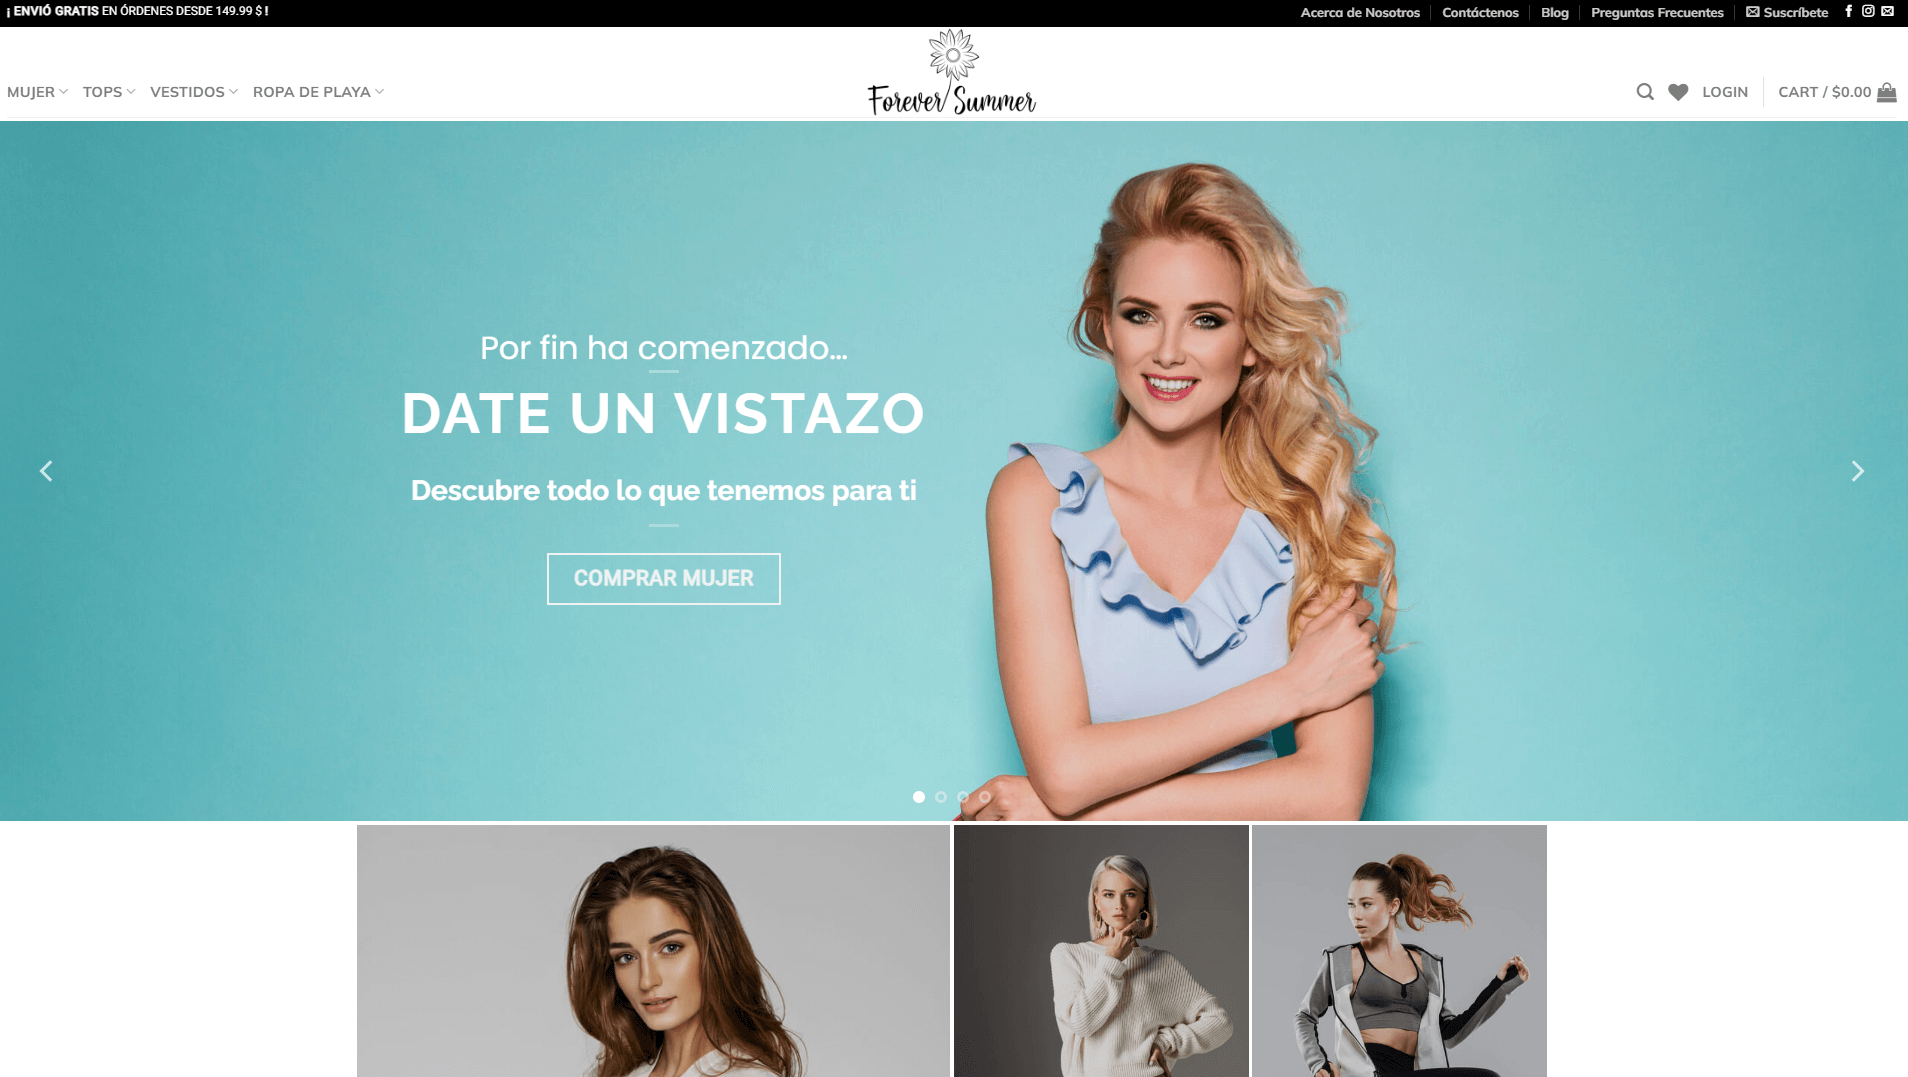 ¡ ENVIÓ GRATIS EN ÓRDENES DESDE 149.99 $ !
Acerca de Nosotros
Contáctenos
Blog
Preguntas Frecuentes
Suscríbete
MUJER
TOPS
VESTIDOS
ROPA DE PLAYA
Forever Summer
LOGIN
CART / $0.00
Por fin ha comenzado...
DATE UN VISTAZO
Descubre todo lo que tenemos para ti
COMPRAR MUJER